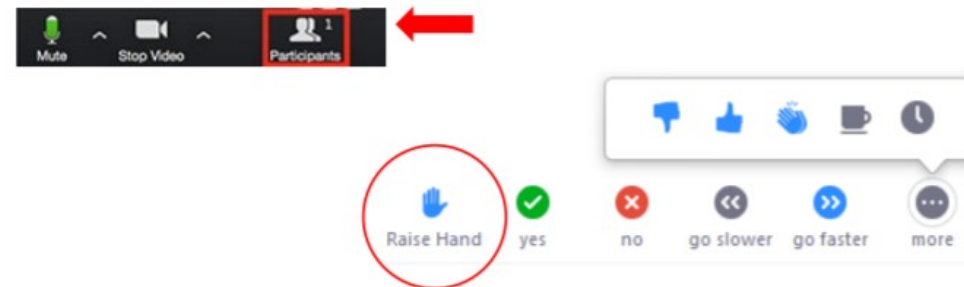 1
Mute Stop Video Participants
Raise Hand yes no go slower go faster more